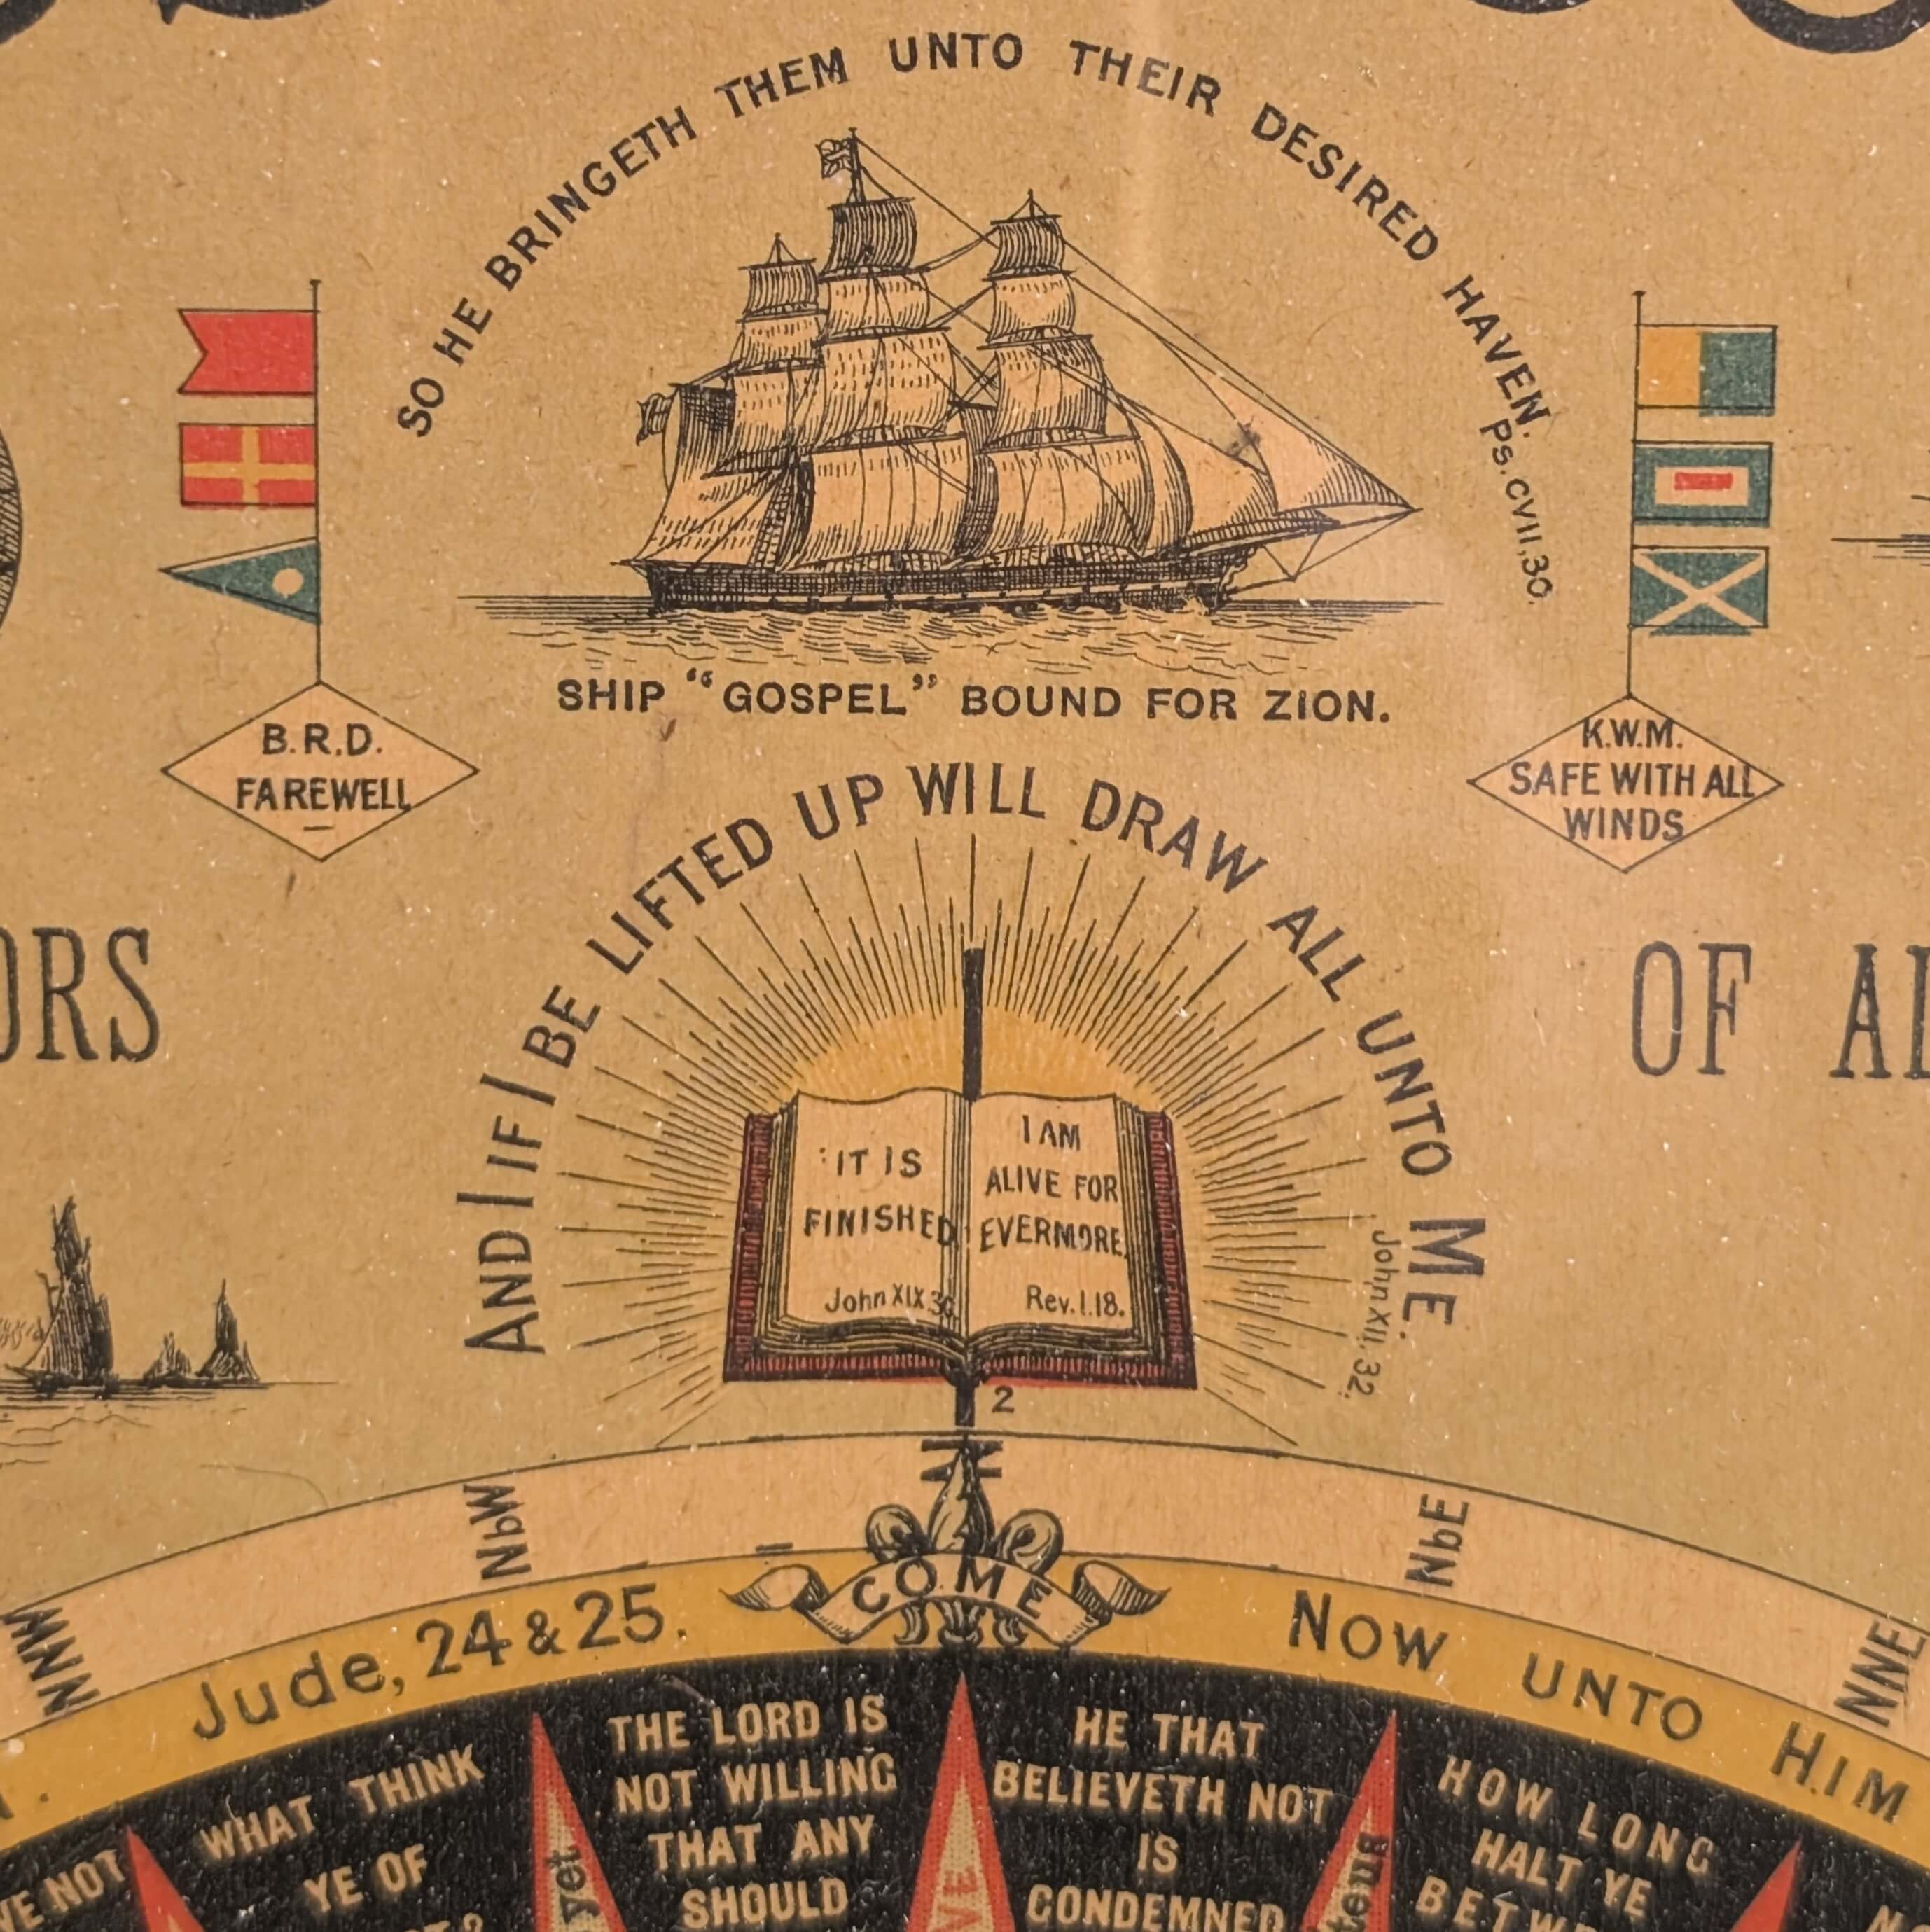 SO HE BRINGETH THEM UNTO THEIR DESIRED HAVEN.
Ps. CVII, 30.
SHIP "GOSPEL" BOUND FOR ZION.
B.R.D.
FAREWELL
K.W.M.
SAFE WITH ALL
WINDS
AND I IF I BE LIFTED UP WILL DRAW ALL UNTO ME.
John XII, 32.
OF
IT IS
FINISHED
John XIX 30
I AM
ALIVE FOR
EVERMORE,
Rev. 1.18.
2
N
NNW
NbW
NbE
NNE
COME
Jude, 24 & 25.
NOW UNTO HIM
NOT
WHAT THINK
YE OF
yet
THE LORD IS
NOT WILLING
THAT ANY
SHOULD
HE THAT
BELIEVETH NOT
IS
CONDEMNED
HOW LONG
HALT YE